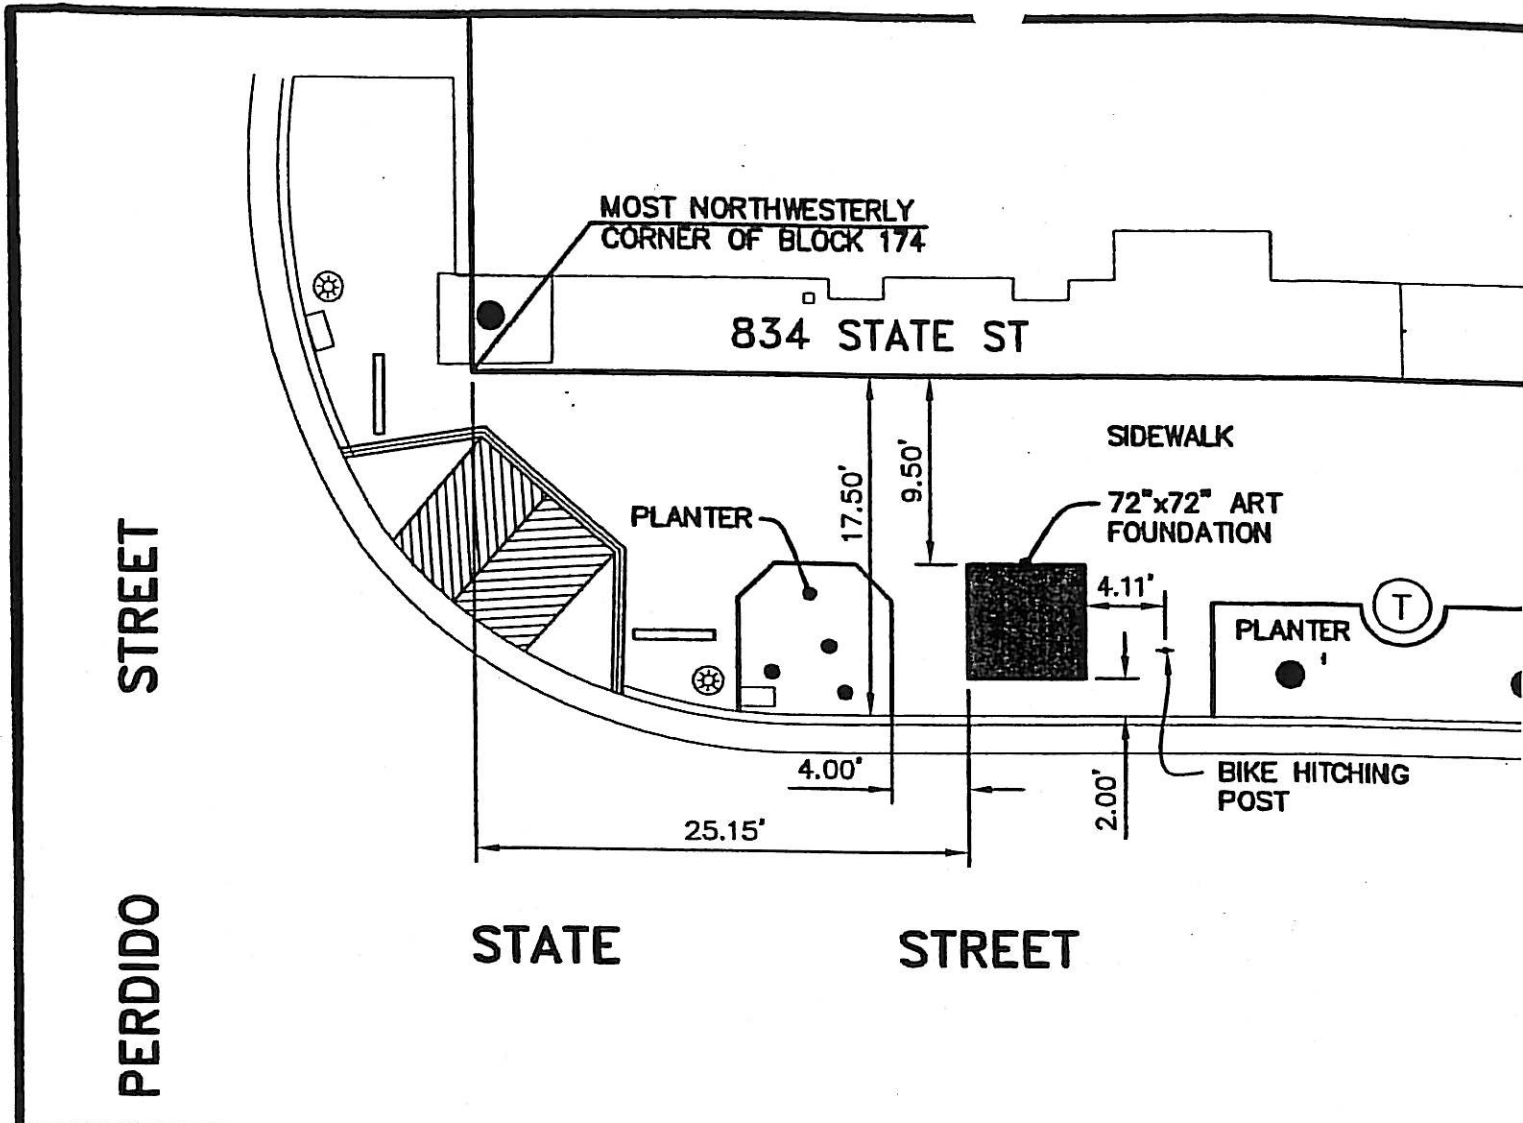 MOST NORTHWESTERLY
CORNER OF BLOCK 174
834 STATE ST
SIDEWALK
17.50'
9.50'
72"x72" ART
FOUNDATION
PLANTER
4.11'
T
PLANTER
4.00'
2.00'
BIKE HITCHING
POST
25.15'
STATE STREET
PERDIDO STREET